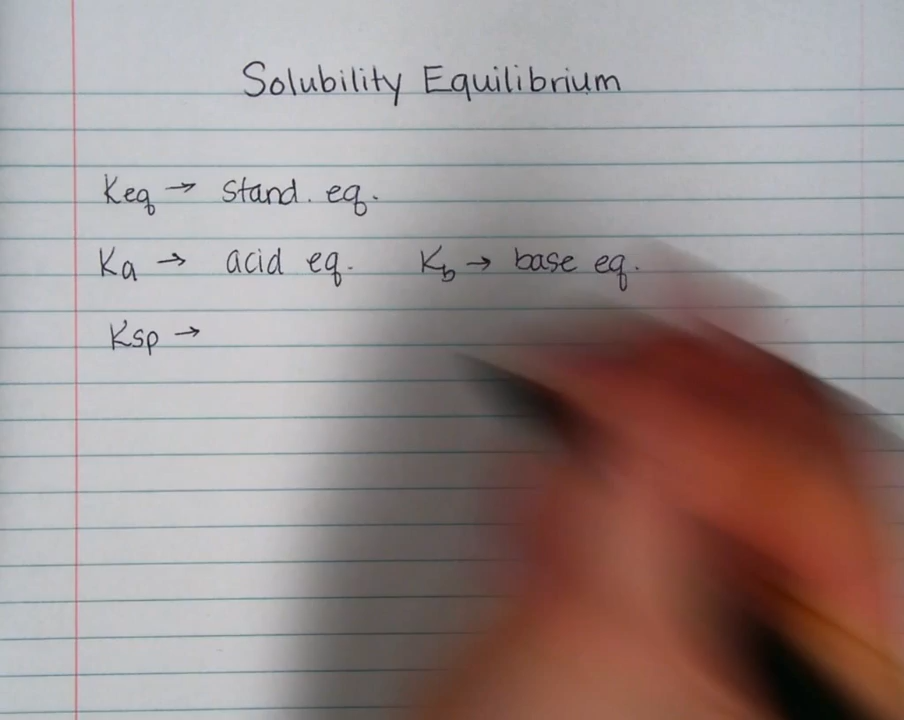 Solubility Equilibrium
Keq → stand. eq.
Ka → acid eq. Kb → base eq.
Ksp →